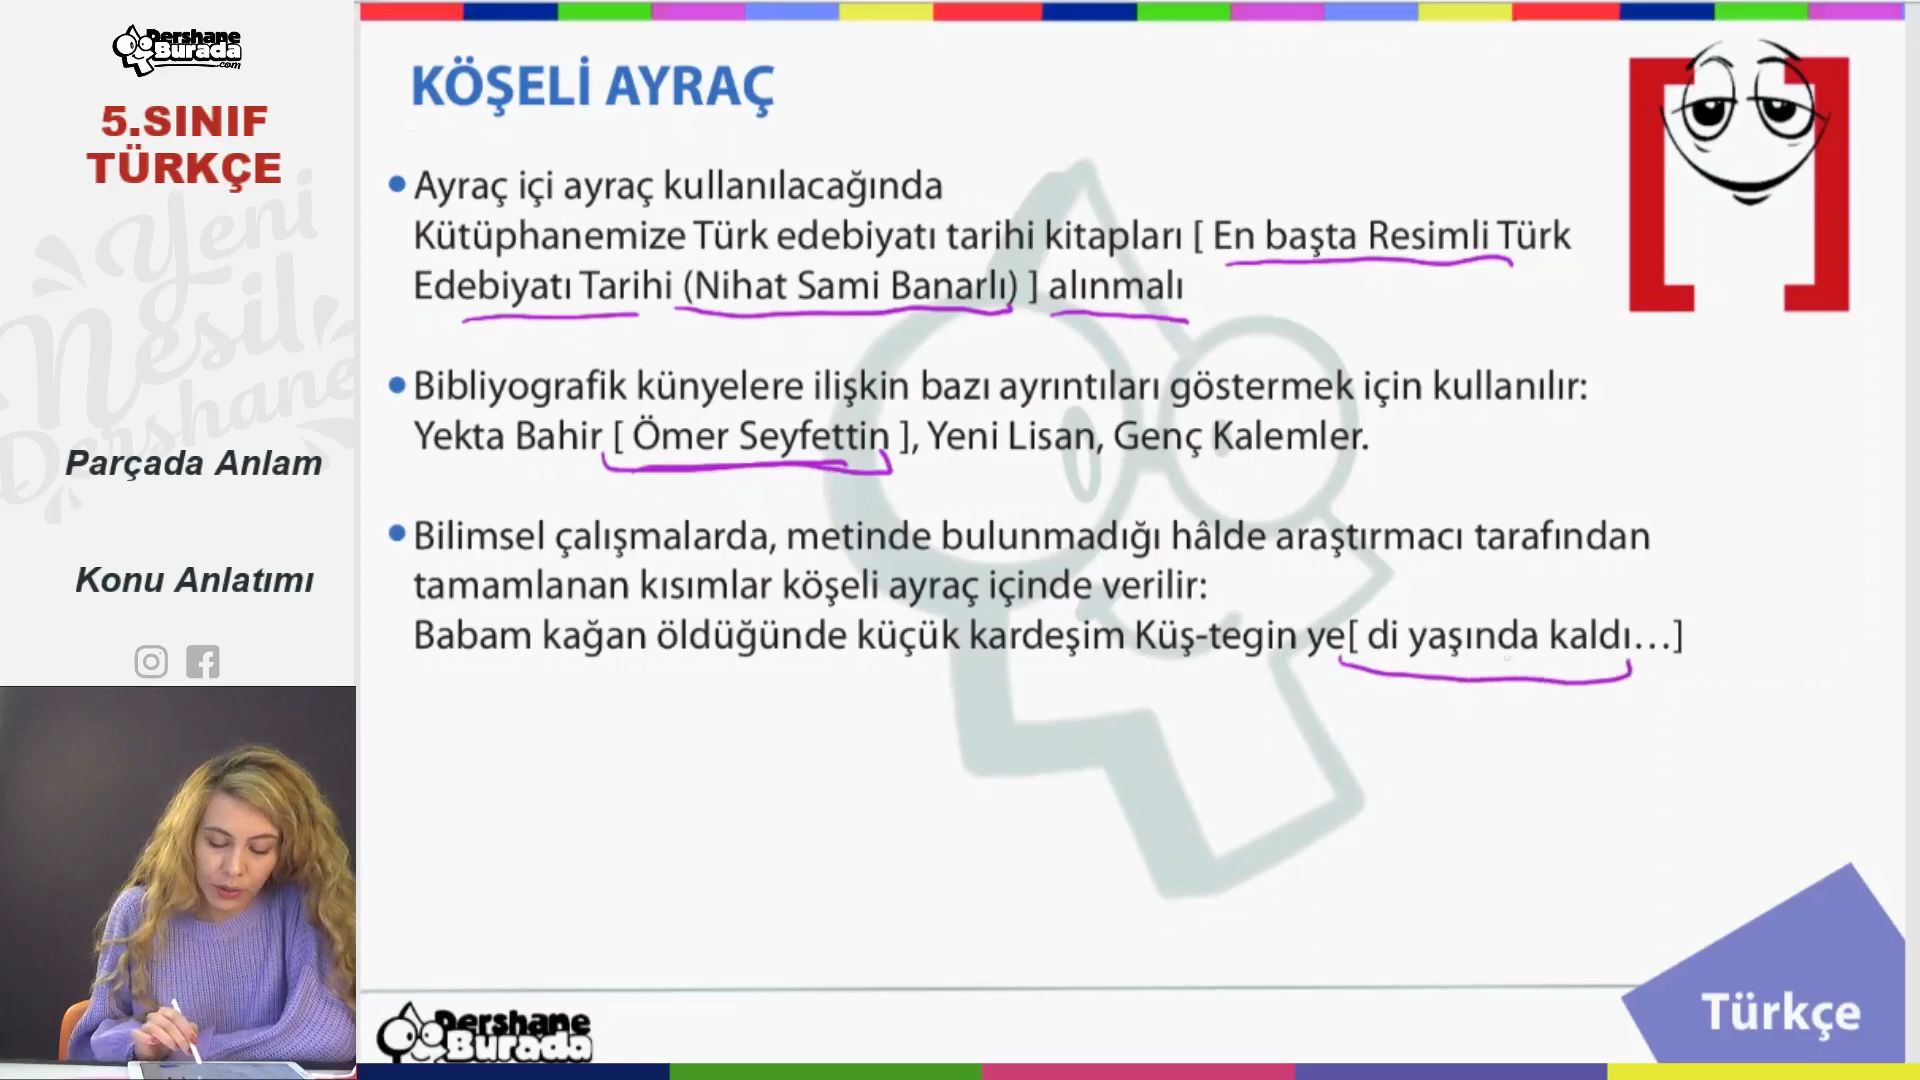 Dershane
Burada
.com
5.SINIF
TÜRKÇE
Yeni
Nesil
Dershane
Parçada Anlam
Konu Anlatımı
KÖŞELİ AYRAÇ
Ayraç içi ayraç kullanılacağında
Kütüphanemize Türk edebiyatı tarihi kitapları [ En başta Resimli Türk
Edebiyatı Tarihi (Nihat Sami Banarlı) ] alınmalı
Bibliyografik künyelere ilişkin bazı ayrıntıları göstermek için kullanılır:
Yekta Bahir [ Ömer Seyfettin ], Yeni Lisan, Genç Kalemler.
Bilimsel çalışmalarda, metinde bulunmadığı hâlde araştırmacı tarafından
tamamlanan kısımlar köşeli ayraç içinde verilir:
Babam kağan öldüğünde küçük kardeşim Küş-tegin ye[ di yaşında kaldı...]
Dershane
Burada
Türkçe